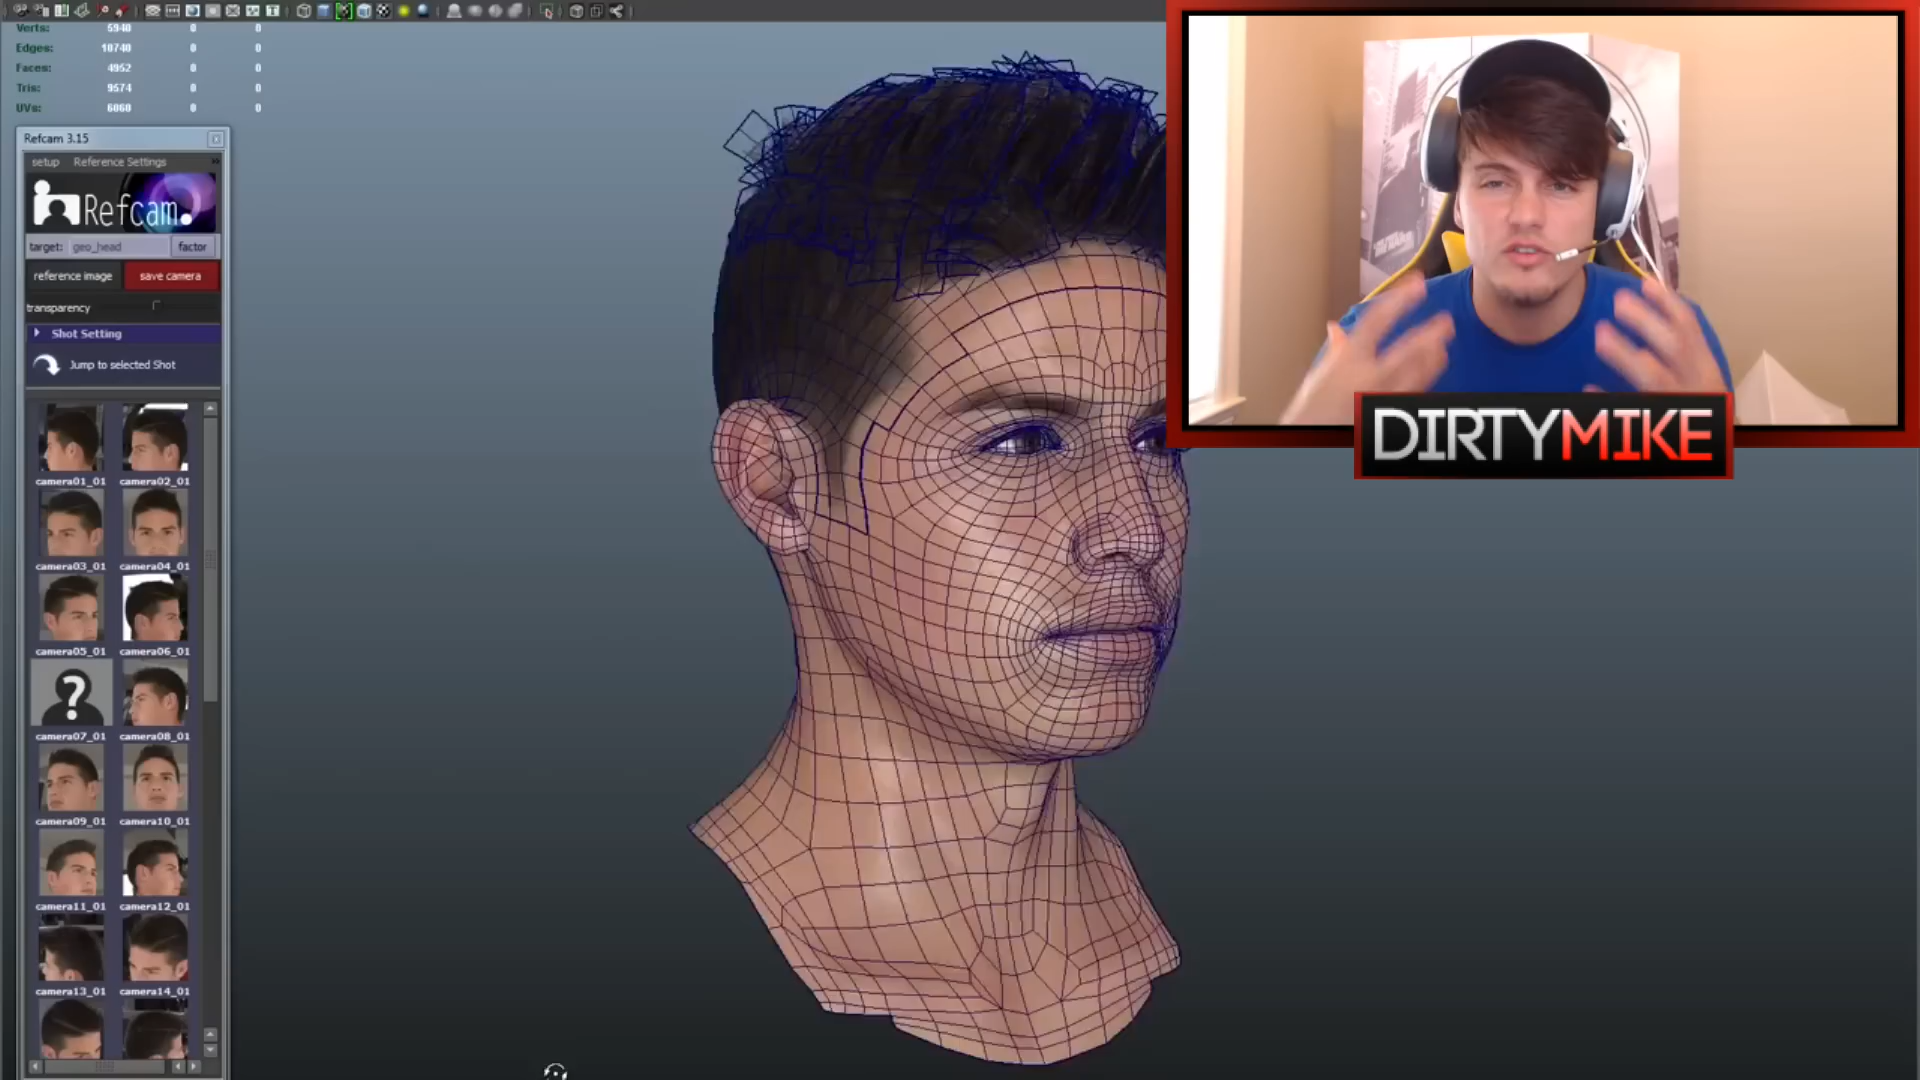 Verts: 5940 0 0
Edges: 10740 0 0
Faces: 4952 0 0
Tris: 9574 0 0
UVs: 6060 0 0
Refcam 3.15
setup Reference Settings »
Refcam.
target: geo_head factor
reference image save camera
transparency
Shot Setting
Jump to selected Shot
camera01_01 camera02_01
camera03_01 camera04_01
camera05_01 camera06_01
?
camera07_01 camera08_01
camera09_01 camera10_01
camera11_01 camera12_01
camera13_01 camera14_01
DIRTYMIKE